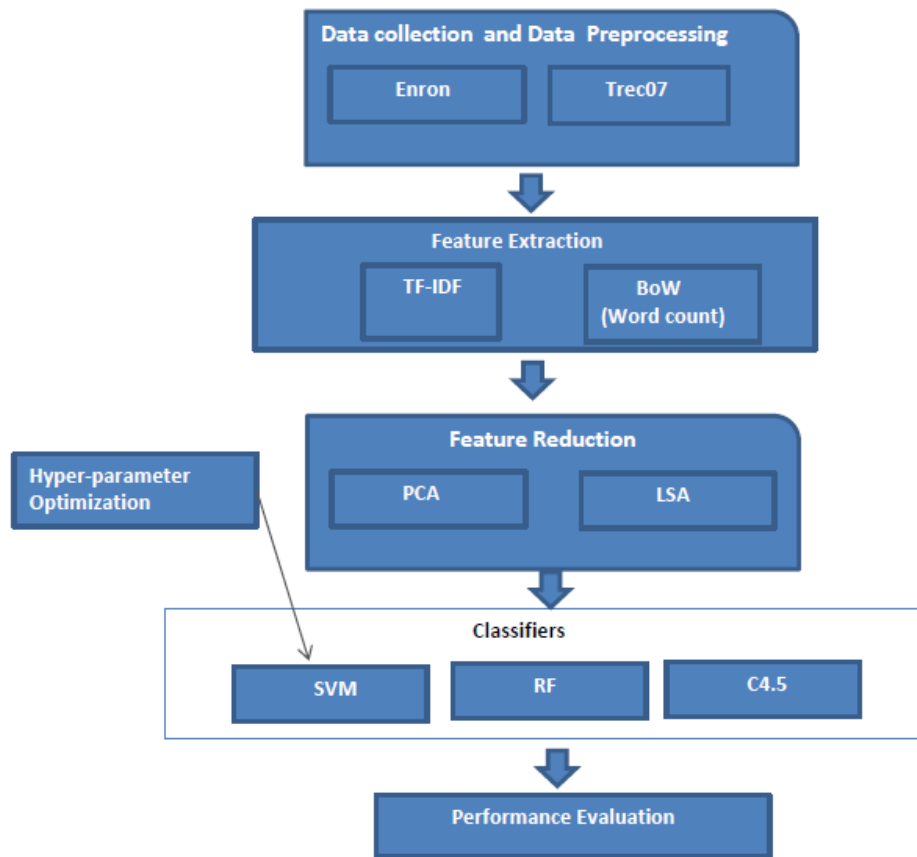 Data collection and Data Preprocessing
Enron
Trec07
Feature Extraction
TF-IDF
BoW
(Word count)
Feature Reduction
PCA
LSA
Hyper-parameter
Optimization
Classifiers
SVM
RF
C4.5
Performance Evaluation